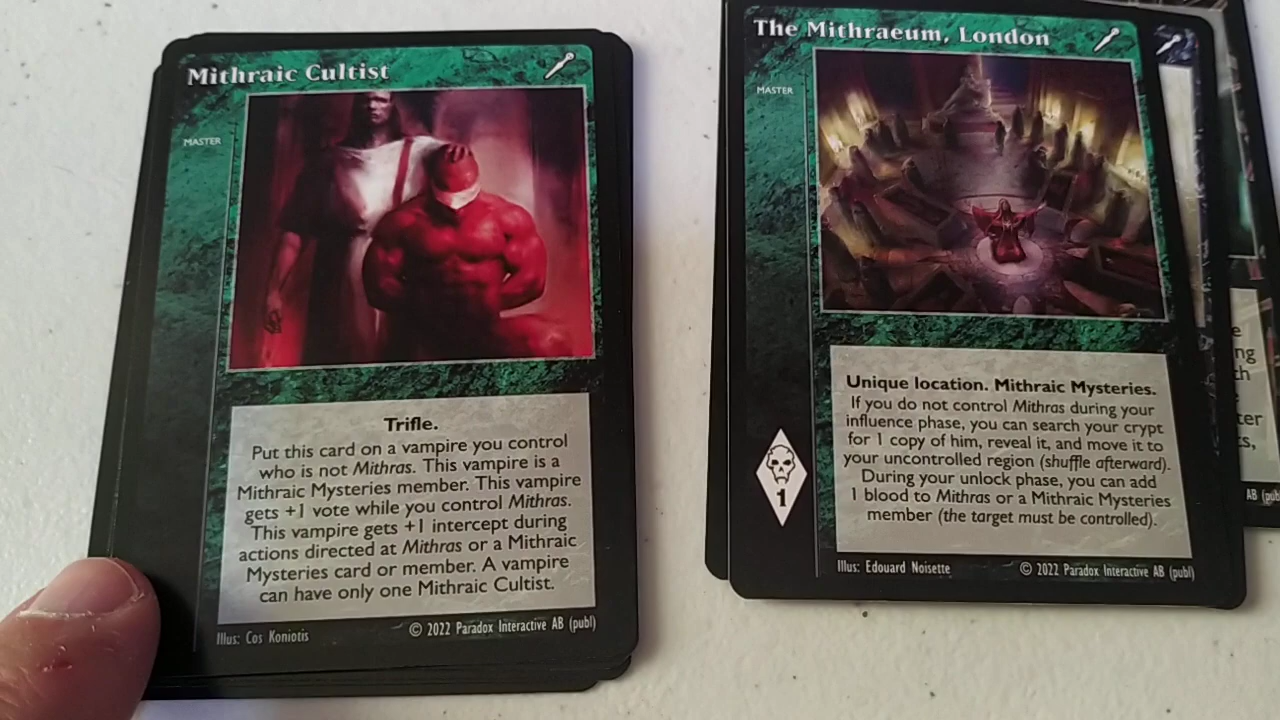 Mithraic Cultist
MASTER
Trifle.
Put this card on a vampire you control
who is not Mithras. This vampire is a
Mithraic Mysteries member. This vampire
gets +1 vote while you control Mithras.
This vampire gets +1 intercept during
actions directed at Mithras or a Mithraic
Mysteries card or member. A vampire
can have only one Mithraic Cultist.
Illus: Cos Koniotis
© 2022 Paradox Interactive AB (publ)
The Mithraeum, London
MASTER
Unique location. Mithraic Mysteries.
If you do not control Mithras during your
influence phase, you can search your crypt
for 1 copy of him, reveal it, and move it to
your uncontrolled region (shuffle afterward).
During your unlock phase, you can add
1 blood to Mithras or a Mithraic Mysteries
member (the target must be controlled).
1
Illus: Edouard Noisette
© 2022 Paradox Interactive AB (publ)
AB (pub